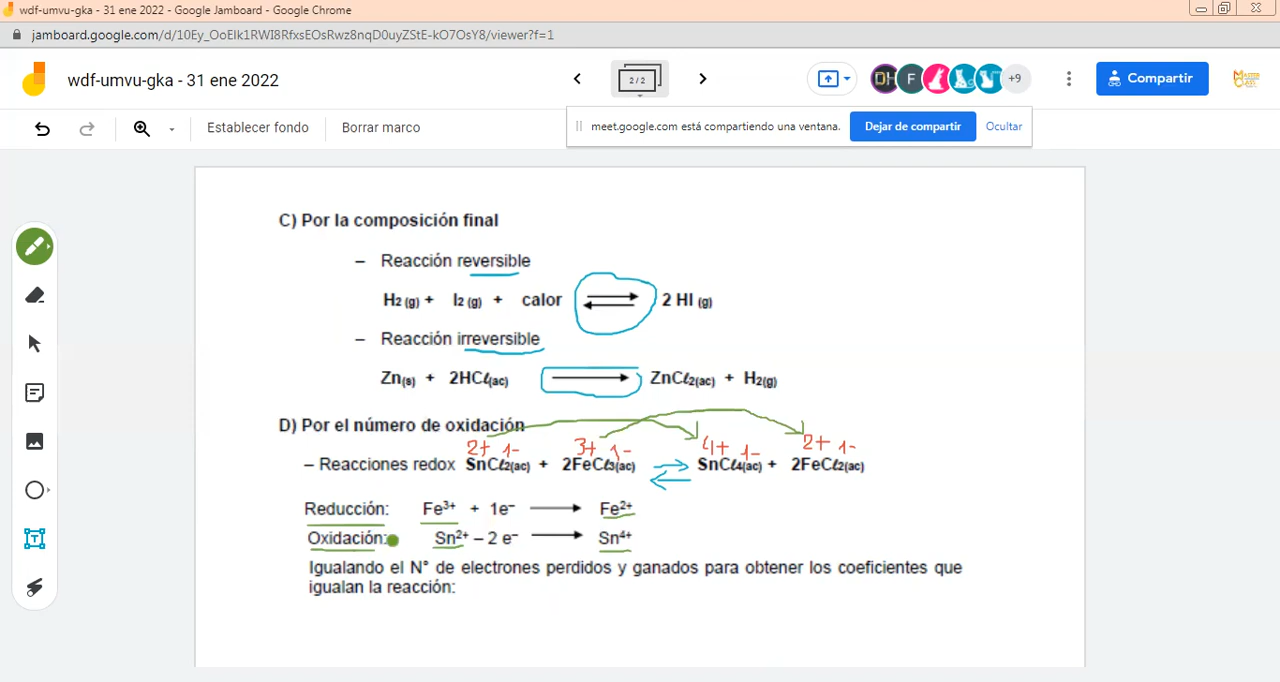 wdf-umvu-gka - 31 ene 2022 - Google Jamboard - Google Chrome
jamboard.google.com/d/10Ey_OoElk1RWI8RfxsEOsRwz8nqD0uyZStE-kO7OsY8/viewer?f=1
wdf-umvu-gka - 31 ene 2022
2 / 2
DH F +9
Compartir
MASTER CLASS
Establecer fondo
Borrar marco
meet.google.com está compartiendo una ventana.
Dejar de compartir
Ocultar
C) Por la composición final
– Reacción reversible
H2 (g) + I2 (g) + calor ⇌ 2 HI (g)
– Reacción irreversible
Zn(s) + 2HCℓ(ac) → ZnCℓ2(ac) + H2(g)
D) Por el número de oxidación
2+ 1- 3+ 1- 4+ 1- 2+ 1-
– Reacciones redox SnCℓ2(ac) + 2FeCℓ3(ac) ⇌ SnCℓ4(ac) + 2FeCℓ2(ac)
Reducción: Fe³⁺ + 1e⁻ → Fe²⁺
Oxidación: Sn²⁺ – 2 e⁻ → Sn⁴⁺
Igualando el N° de electrones perdidos y ganados para obtener los coeficientes que
igualan la reacción: